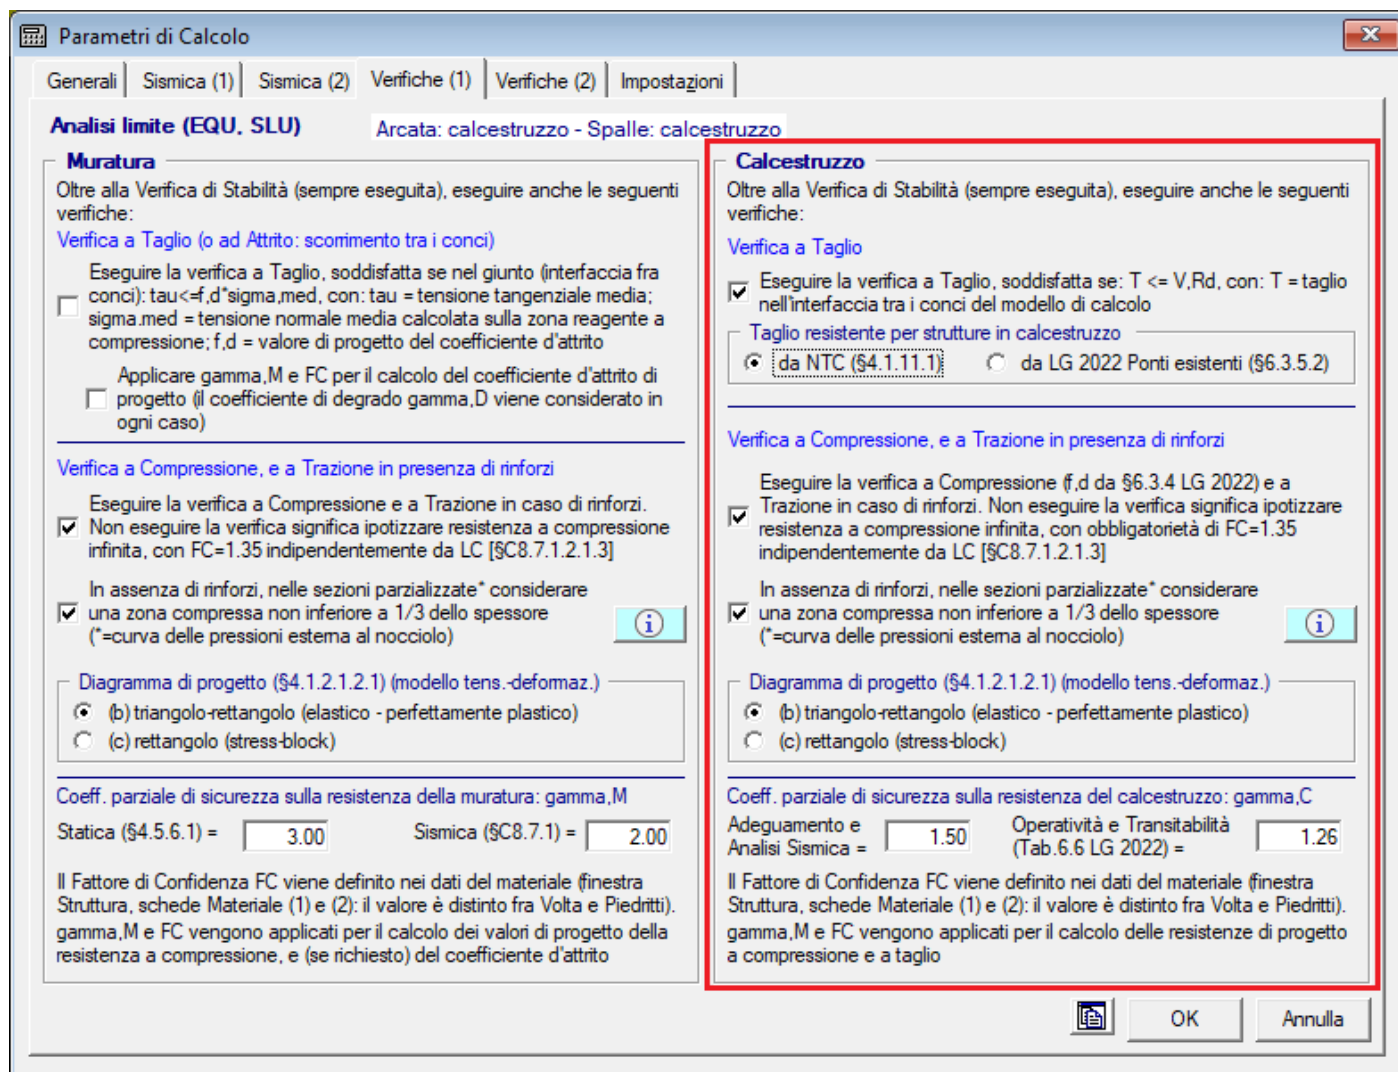 Parametri di Calcolo
Generali
Sismica (1)
Sismica (2)
Verifiche (1)
Verifiche (2)
Impostazioni
Analisi limite (EQU, SLU)
Arcata: calcestruzzo - Spalle: calcestruzzo
Muratura
Oltre alla Verifica di Stabilità (sempre eseguita), eseguire anche le seguenti
verifiche:
Verifica a Taglio (o ad Attrito: scorrimento tra i conci)
Eseguire la verifica a Taglio, soddisfatta se nel giunto (interfaccia fra
conci): tau<=f,d*sigma,med, con: tau = tensione tangenziale media;
sigma.med = tensione normale media calcolata sulla zona reagente a
compressione; f,d = valore di progetto del coefficiente d'attrito
Applicare gamma,M e FC per il calcolo del coefficiente d'attrito di
progetto (il coefficiente di degrado gamma,D viene considerato in
ogni caso)
Verifica a Compressione, e a Trazione in presenza di rinforzi
Eseguire la verifica a Compressione e a Trazione in caso di rinforzi.
Non eseguire la verifica significa ipotizzare resistenza a compressione
infinita, con FC=1.35 indipendentemente da LC [§C8.7.1.2.1.3]
In assenza di rinforzi, nelle sezioni parzializzate* considerare
una zona compressa non inferiore a 1/3 dello spessore
(*=curva delle pressioni esterna al nocciolo)
Diagramma di progetto (§4.1.2.1.2.1) (modello tens.-deformaz.)
(b) triangolo-rettangolo (elastico - perfettamente plastico)
(c) rettangolo (stress-block)
Coeff. parziale di sicurezza sulla resistenza della muratura: gamma,M
Statica (§4.5.6.1) = 3.00
Sismica (§C8.7.1) = 2.00
Il Fattore di Confidenza FC viene definito nei dati del materiale (finestra
Struttura, schede Materiale (1) e (2): il valore è distinto fra Volta e Piedritti).
gamma,M e FC vengono applicati per il calcolo dei valori di progetto della
resistenza a compressione, e (se richiesto) del coefficiente d'attrito
Calcestruzzo
Oltre alla Verifica di Stabilità (sempre eseguita), eseguire anche le seguenti
verifiche:
Verifica a Taglio
Eseguire la verifica a Taglio, soddisfatta se: T <= V,Rd, con: T = taglio
nell'interfaccia tra i conci del modello di calcolo
Taglio resistente per strutture in calcestruzzo
da NTC (§4.1.11.1)
da LG 2022 Ponti esistenti (§6.3.5.2)
Verifica a Compressione, e a Trazione in presenza di rinforzi
Eseguire la verifica a Compressione (f,d da §6.3.4 LG 2022) e a
Trazione in caso di rinforzi. Non eseguire la verifica significa ipotizzare
resistenza a compressione infinita, con obbligatorietà di FC=1.35
indipendentemente da LC [§C8.7.1.2.1.3]
In assenza di rinforzi, nelle sezioni parzializzate* considerare
una zona compressa non inferiore a 1/3 dello spessore
(*=curva delle pressioni esterna al nocciolo)
Diagramma di progetto (§4.1.2.1.2.1) (modello tens.-deformaz.)
(b) triangolo-rettangolo (elastico - perfettamente plastico)
(c) rettangolo (stress-block)
Coeff. parziale di sicurezza sulla resistenza del calcestruzzo: gamma,C
Adeguamento e
Analisi Sismica = 1.50
Operatività e Transitabilità
(Tab.6.6 LG 2022) = 1.26
Il Fattore di Confidenza FC viene definito nei dati del materiale (finestra
Struttura, schede Materiale (1) e (2): il valore è distinto fra Volta e Piedritti).
gamma,M e FC vengono applicati per il calcolo delle resistenze di progetto
a compressione e a taglio
OK
Annulla